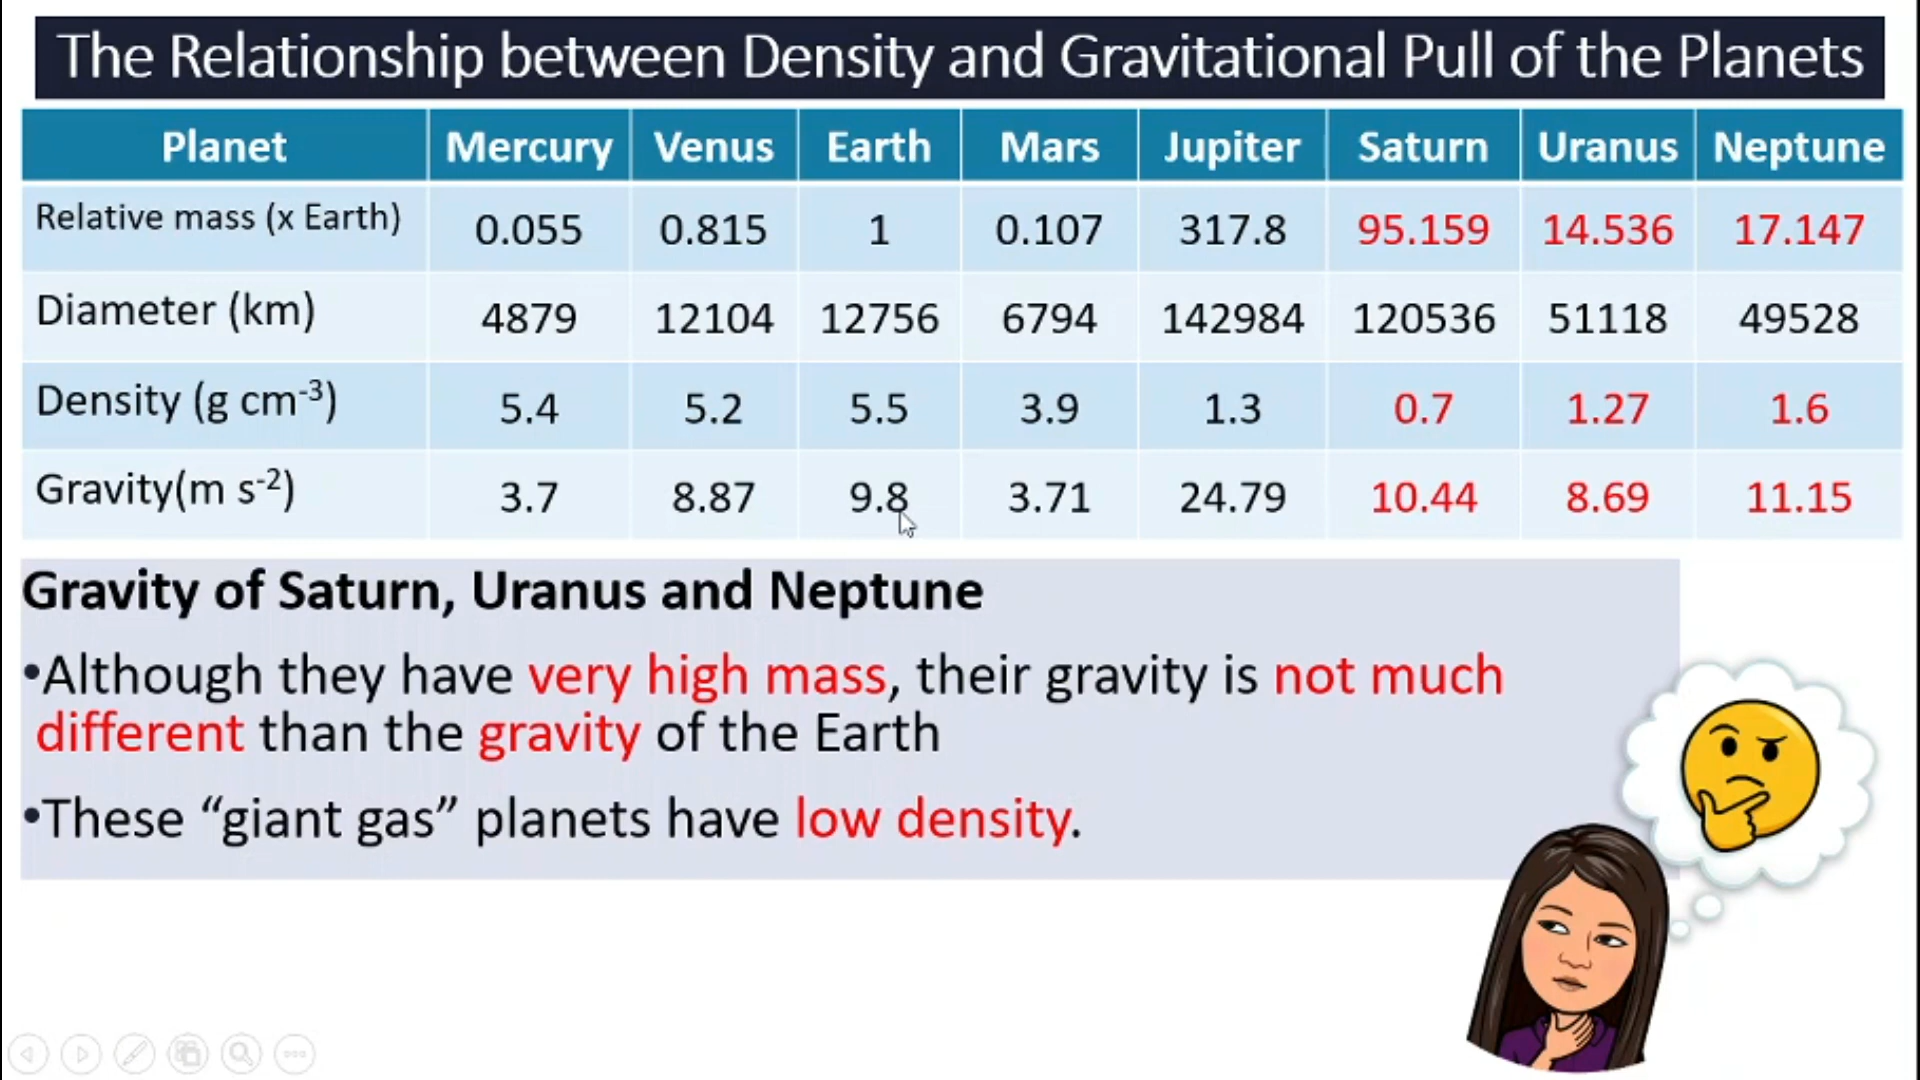 The Relationship between Density and Gravitational Pull of the Planets
Planet Mercury Venus Earth Mars Jupiter Saturn Uranus Neptune
Relative mass (x Earth) 0.055 0.815 1 0.107 317.8 95.159 14.536 17.147
Diameter (km) 4879 12104 12756 6794 142984 120536 51118 49528
Density (g cm⁻³) 5.4 5.2 5.5 3.9 1.3 0.7 1.27 1.6
Gravity(m s⁻²) 3.7 8.87 9.8 3.71 24.79 10.44 8.69 11.15
Gravity of Saturn, Uranus and Neptune
•Although they have very high mass, their gravity is not much
different than the gravity of the Earth
•These “giant gas” planets have low density.